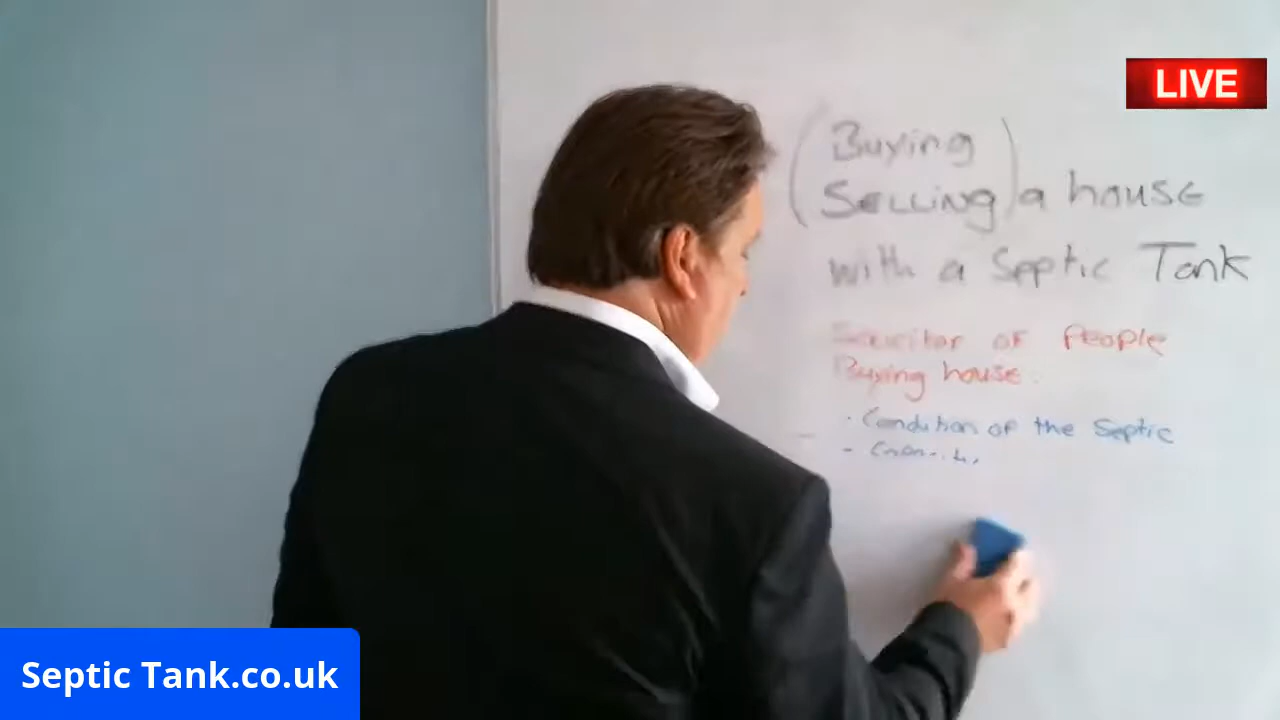 LIVE
( Buying
Selling ) a house
with a Septic Tank
Solicitor of People
Buying house.
· Condition of the Septic
-
Septic Tank.co.uk